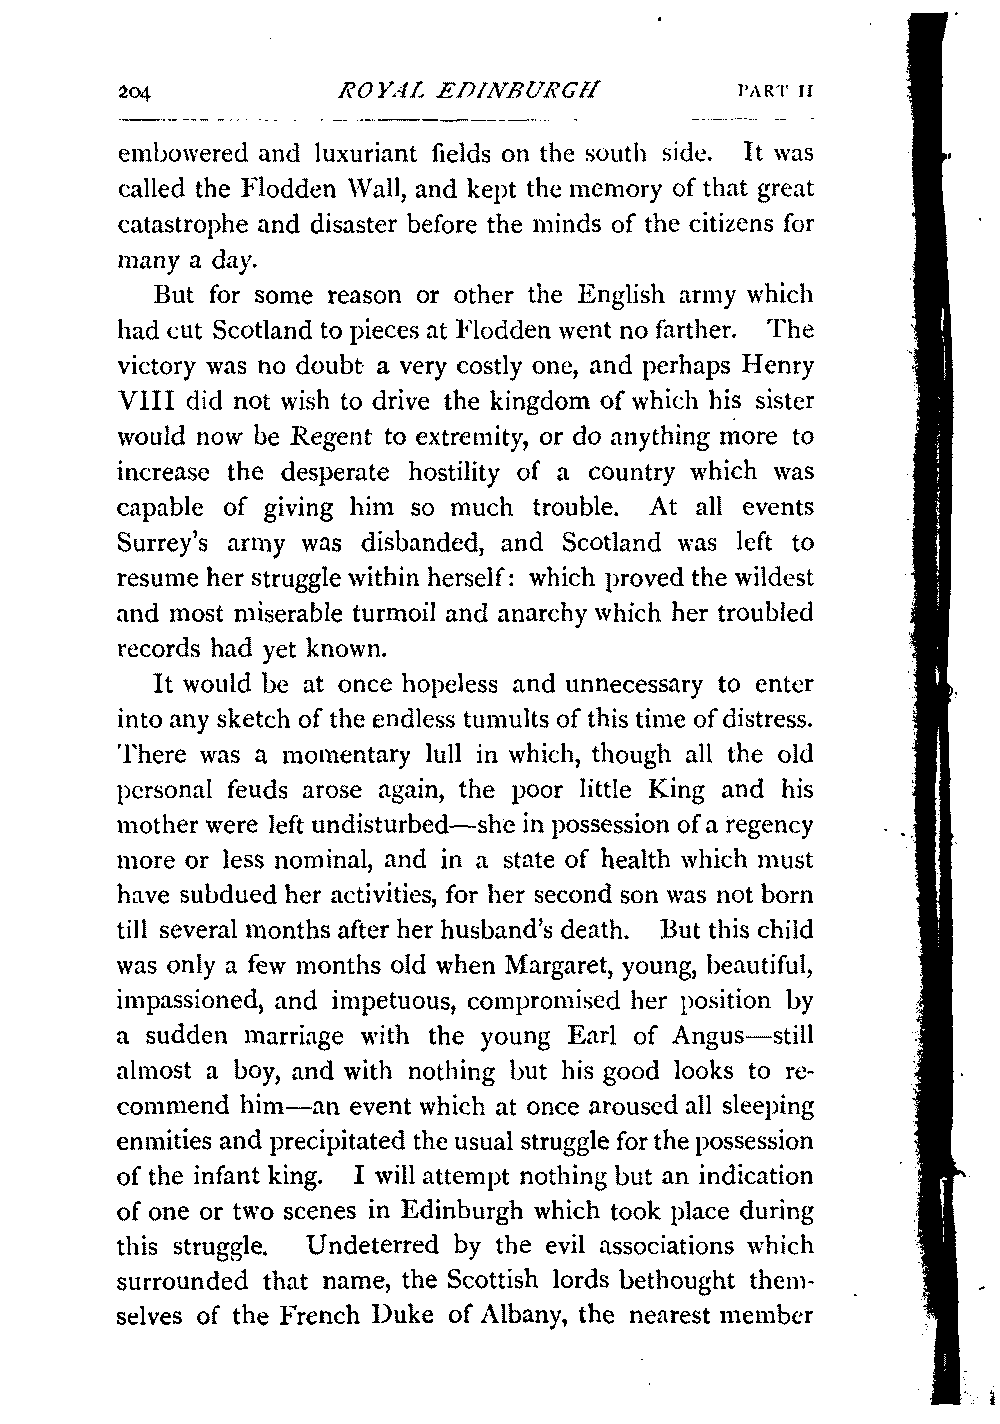 204 ROYAL EDINBURGH PART II
embowered and luxuriant fields on the south side. It was
called the Flodden Wall, and kept the memory of that great
catastrophe and disaster before the minds of the citizens for
many a day.
But for some reason or other the English army which
had cut Scotland to pieces at Flodden went no farther. The
victory was no doubt a very costly one, and perhaps Henry
VIII did not wish to drive the kingdom of which his sister
would now be Regent to extremity, or do anything more to
increase the desperate hostility of a country which was
capable of giving him so much trouble. At all events
Surrey's army was disbanded, and Scotland was left to
resume her struggle within herself: which proved the wildest
and most miserable turmoil and anarchy which her troubled
records had yet known.
It would be at once hopeless and unnecessary to enter
into any sketch of the endless tumults of this time of distress.
There was a momentary lull in which, though all the old
personal feuds arose again, the poor little King and his
mother were left undisturbed—she in possession of a regency
more or less nominal, and in a state of health which must
have subdued her activities, for her second son was not born
till several months after her husband's death. But this child
was only a few months old when Margaret, young, beautiful,
impassioned, and impetuous, compromised her position by
a sudden marriage with the young Earl of Angus—still
almost a boy, and with nothing but his good looks to re-
commend him—an event which at once aroused all sleeping
enmities and precipitated the usual struggle for the possession
of the infant king. I will attempt nothing but an indication
of one or two scenes in Edinburgh which took place during
this struggle. Undeterred by the evil associations which
surrounded that name, the Scottish lords bethought them-
selves of the French Duke of Albany, the nearest member